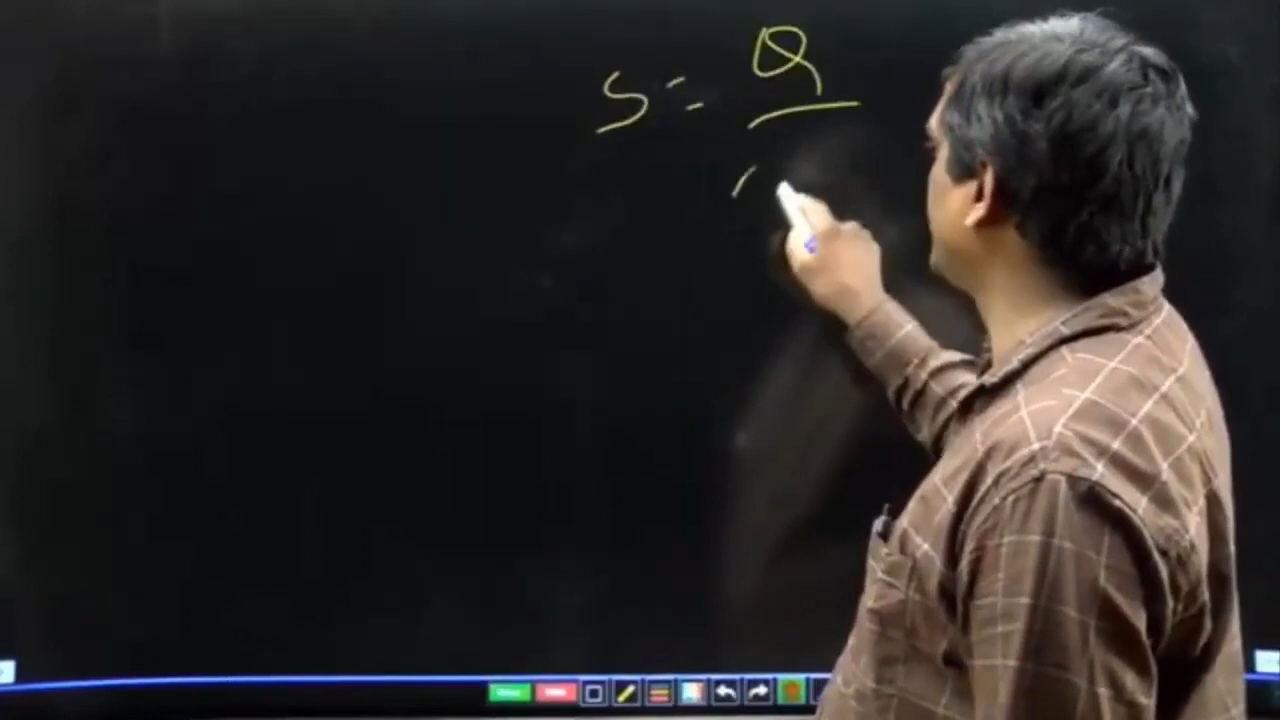 S = Q